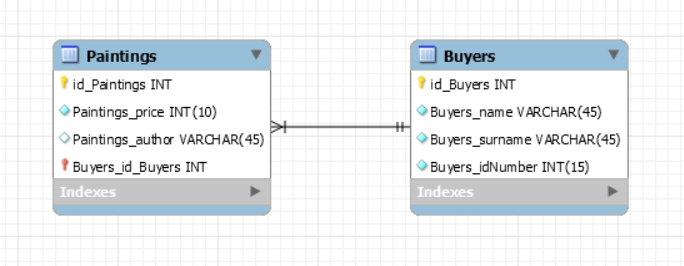 Paintings
id_Paintings INT
Paintings_price INT(10)
Paintings_author VARCHAR(45)
Buyers_id_Buyers INT
Indexes
Buyers
id_Buyers INT
Buyers_name VARCHAR(45)
Buyers_surname VARCHAR(45)
Buyers_idNumber INT(15)
Indexes